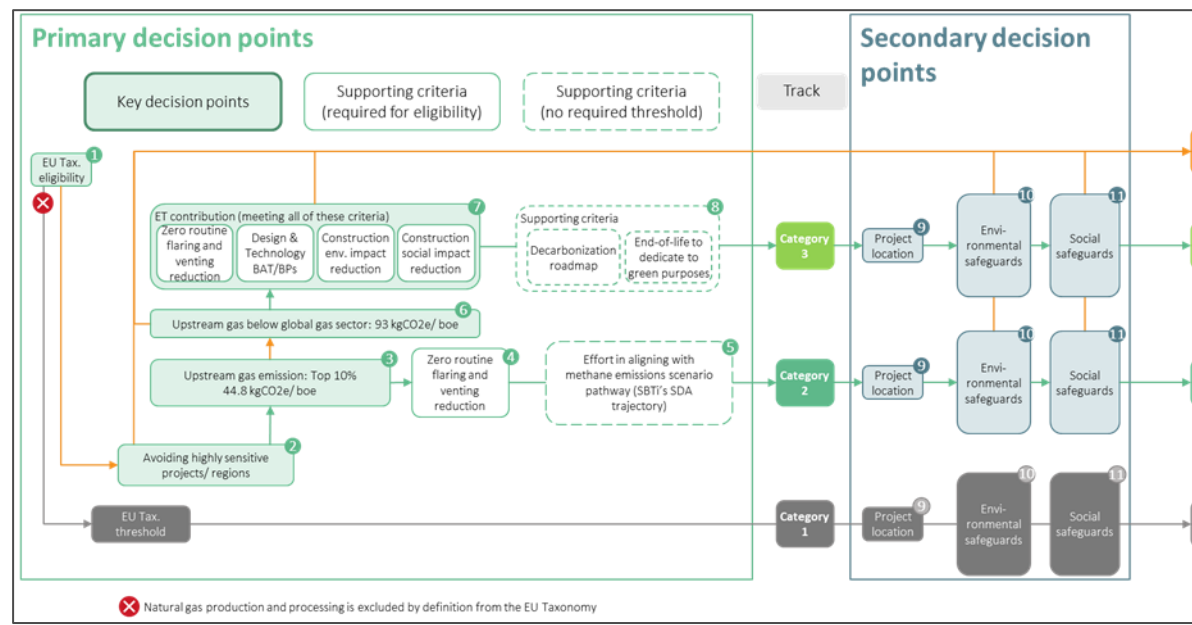 Primary decision points
Secondary decision
points
Key decision points
Supporting criteria
(required for eligibility)
Supporting criteria
(no required threshold)
Track
EU Tax.
eligibility
1
ET contribution (meeting all of these criteria)
7
Zero routine
flaring and
venting
reduction
Design &
Technology
BAT/BPs
Construction
env. impact
reduction
Construction
social impact
reduction
Supporting criteria
8
Decarbonization
roadmap
End-of-life to
dedicate to
green purposes
Category
3
Project
location
9
Envi-
ronmental
safeguards
10
Social
safeguards
11
Upstream gas below global gas sector: 93 kgCO2e/ boe
6
Upstream gas emission: Top 10%
44.8 kgCO2e/ boe
3
Zero routine
flaring and
venting
reduction
4
Effort in aligning with
methane emissions scenario
pathway (SBTi's SDA
trajectory)
5
Category
2
Project
location
9
Envi-
ronmental
safeguards
10
Social
safeguards
11
Avoiding highly sensitive
projects/ regions
2
EU Tax.
threshold
Category
1
Project
location
9
Envi-
ronmental
safeguards
10
Social
safeguards
11
Natural gas production and processing is excluded by definition from the EU Taxonomy